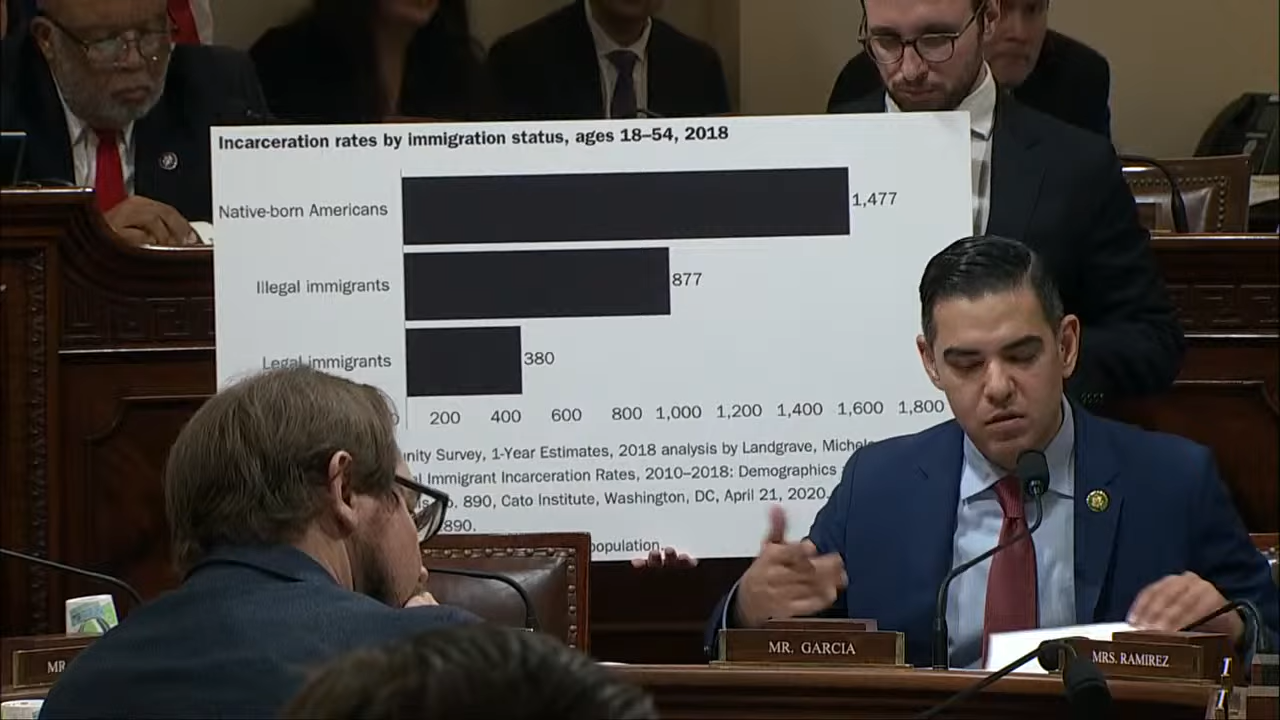 Incarceration rates by immigration status, ages 18–54, 2018
Native-born Americans
1,477
Illegal immigrants
877
Legal immigrants
380
200 400 600 800 1,000 1,200 1,400 1,600 1,800
Survey, 1-Year Estimates, 2018 analysis by Landgrave,
Immigrant Incarceration Rates, 2010–2018: Demographics
890, Cato Institute, Washington, DC, April 21, 2020.
890.
population.
MR. GARCIA
MRS. RAMIREZ
MR.